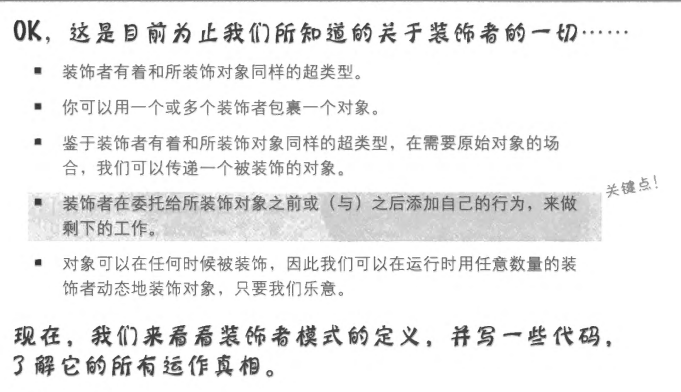 OK，这是目前为止我们所知道的关于装饰者的一切……
■ 装饰者有着和所装饰对象同样的超类型。
■ 你可以用一个或多个装饰者包裹一个对象。
■ 鉴于装饰者有着和所装饰对象同样的超类型，在需要原始对象的场
合，我们可以传递一个被装饰的对象。
■ 装饰者在委托给所装饰对象之前或（与）之后添加自己的行为，来做
剩下的工作。
关键点！
■ 对象可以在任何时候被装饰，因此我们可以在运行时用任意数量的装
饰者动态地装饰对象，只要我们乐意。
现在，我们来看看装饰者模式的定义，并写一些代码，
了解它的所有运作真相。